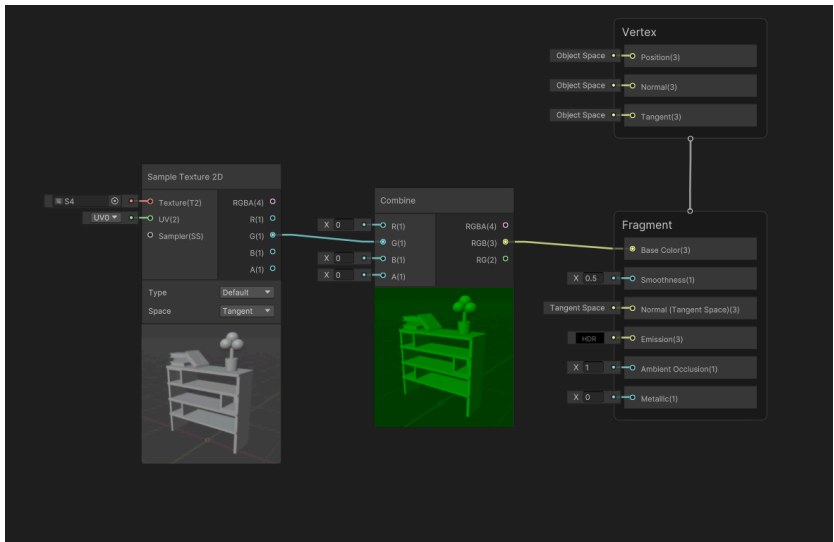 Vertex
Object Space
Position(3)
Object Space
Normal(3)
Object Space
Tangent(3)
Sample Texture 2D
S4
Texture(T2)
RGBA(4)
UV0
UV(2)
R(1)
Sampler(SS)
G(1)
B(1)
A(1)
Type
Default
Space
Tangent
Combine
X 0
R(1)
RGBA(4)
G(1)
RGB(3)
X 0
B(1)
RG(2)
X 0
A(1)
Fragment
Base Color(3)
X 0.5
Smoothness(1)
Tangent Space
Normal (Tangent Space)(3)
HDR
Emission(3)
X 1
Ambient Occlusion(1)
X 0
Metallic(1)